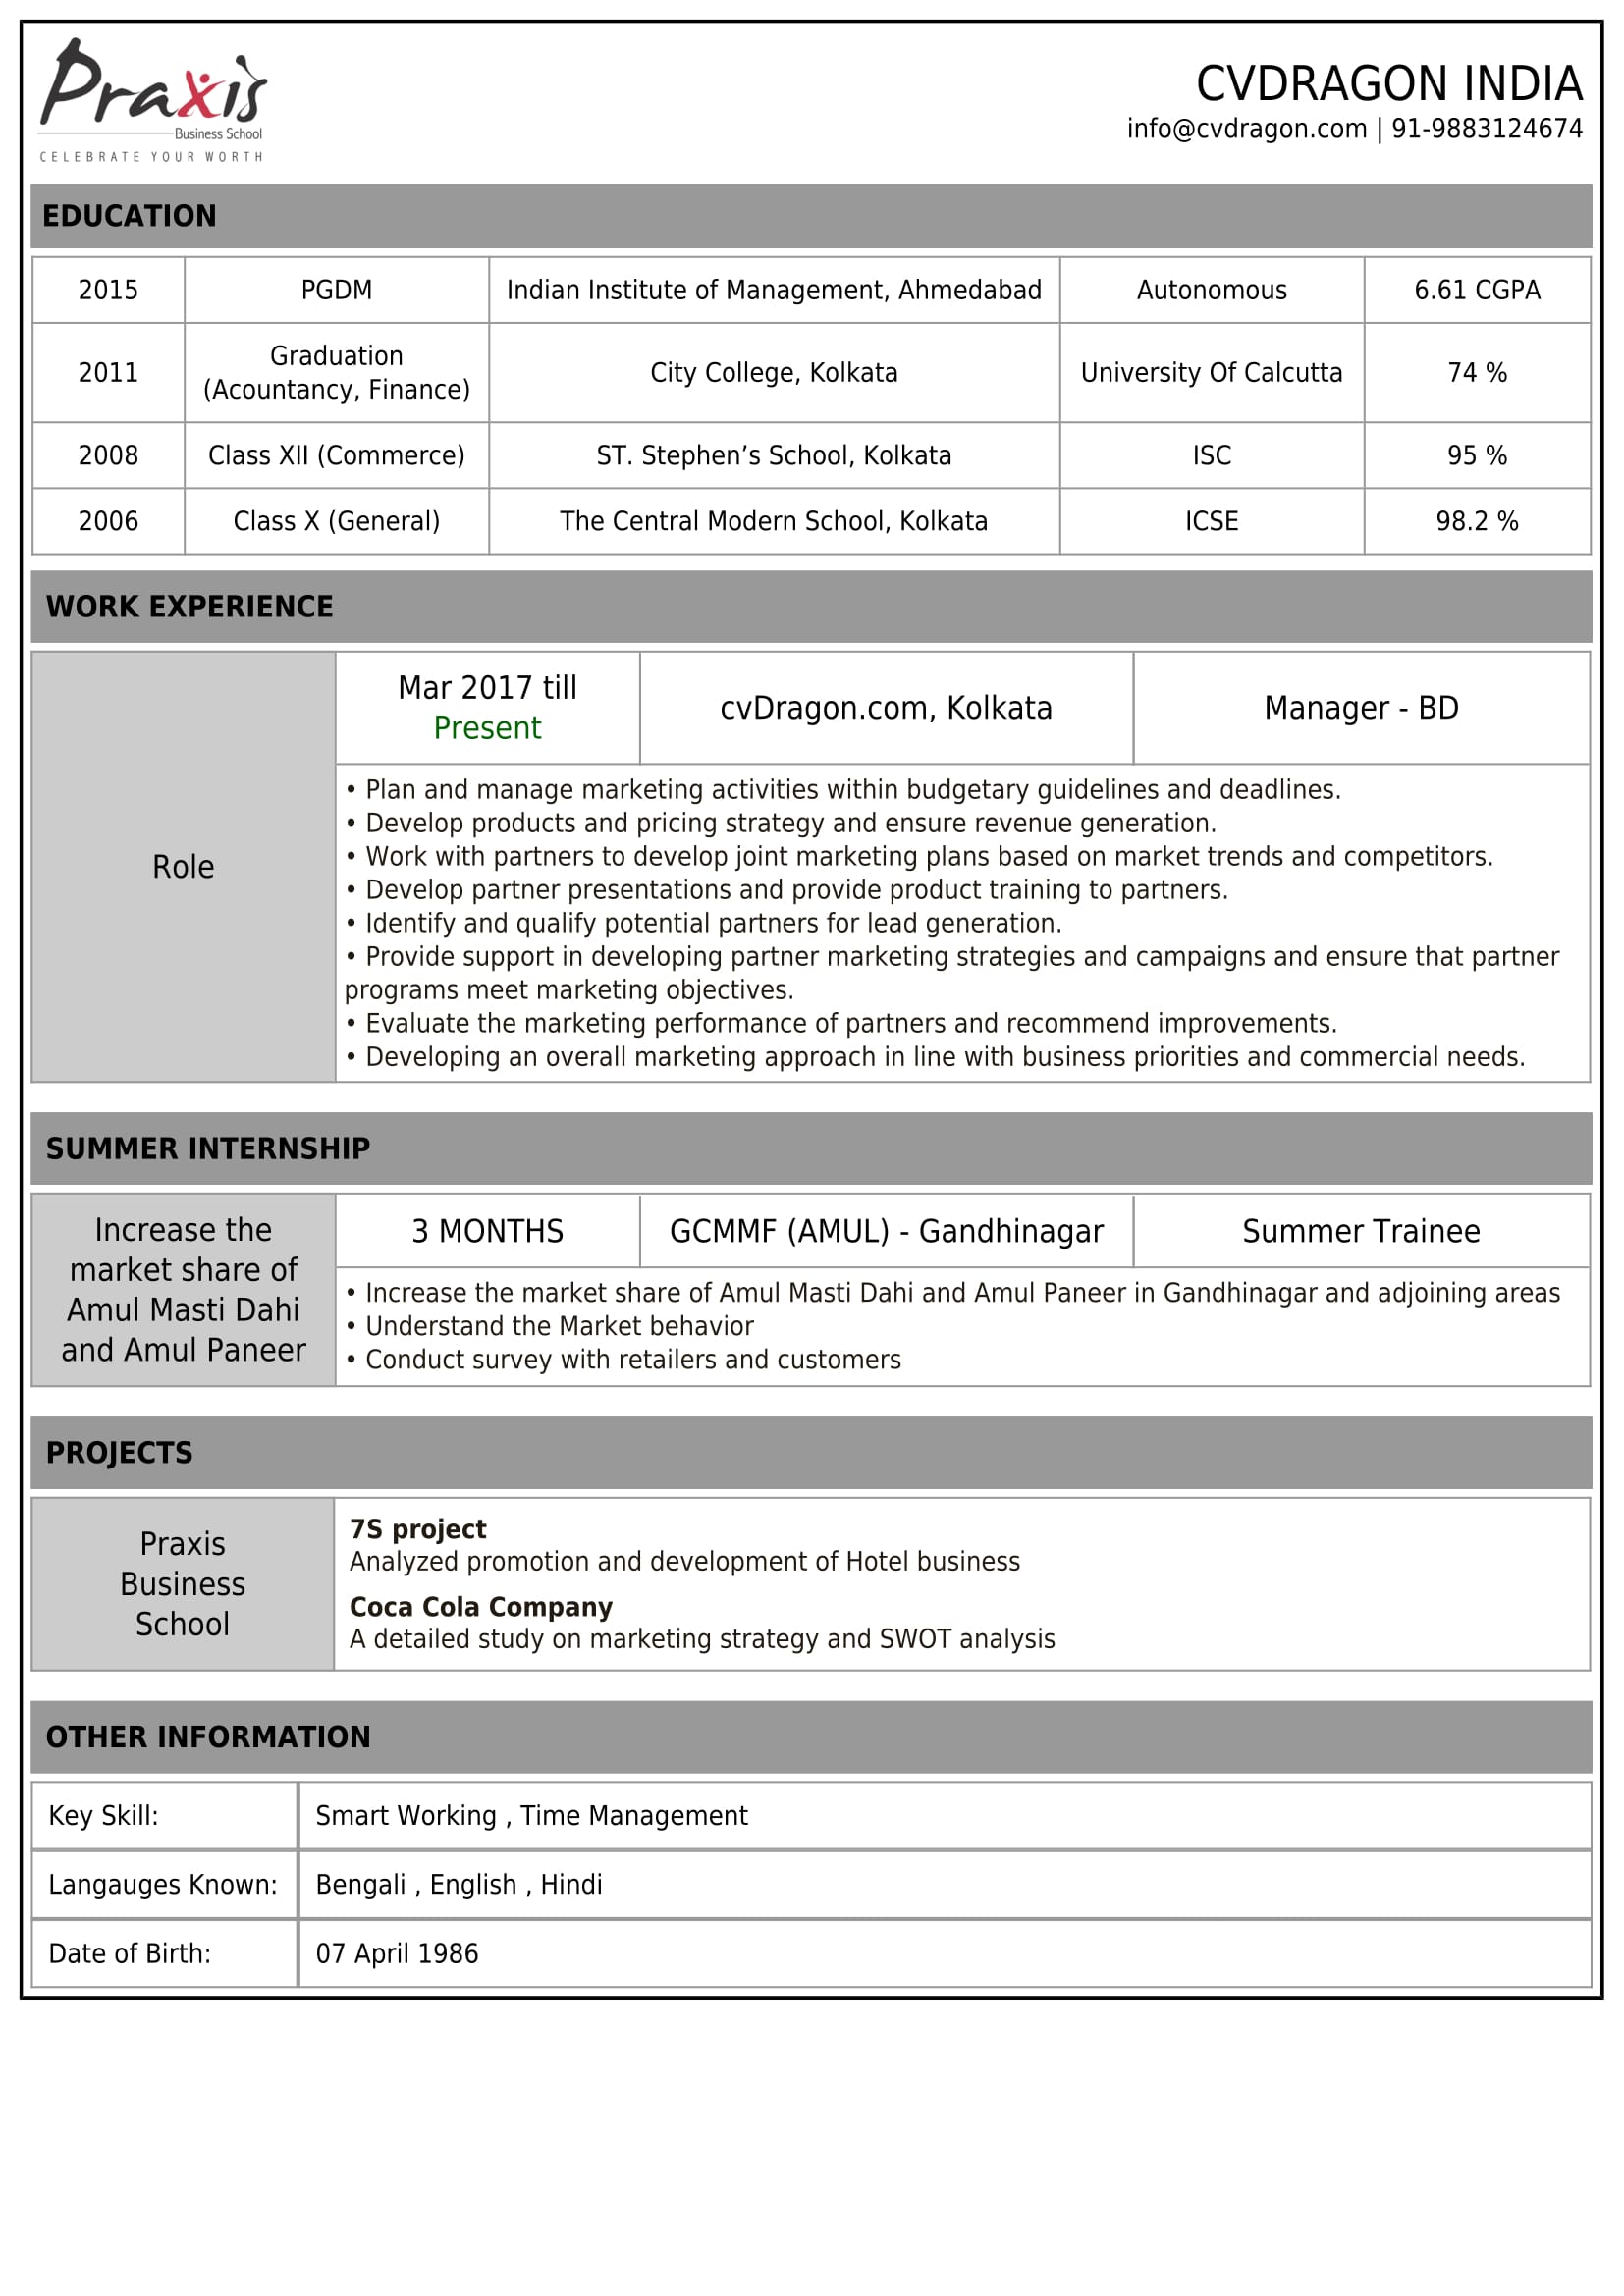 Praxis
Business School
CELEBRATE YOUR WORTH
CVDRAGON INDIA
info@cvdragon.com | 91-9883124674
EDUCATION
2015 PGDM Indian Institute of Management, Ahmedabad Autonomous 6.61 CGPA
2011 Graduation (Acountancy, Finance) City College, Kolkata University Of Calcutta 74 %
2008 Class XII (Commerce) ST. Stephen’s School, Kolkata ISC 95 %
2006 Class X (General) The Central Modern School, Kolkata ICSE 98.2 %
WORK EXPERIENCE
Role
Mar 2017 till
Present
cvDragon.com, Kolkata
Manager - BD
• Plan and manage marketing activities within budgetary guidelines and deadlines.
• Develop products and pricing strategy and ensure revenue generation.
• Work with partners to develop joint marketing plans based on market trends and competitors.
• Develop partner presentations and provide product training to partners.
• Identify and qualify potential partners for lead generation.
• Provide support in developing partner marketing strategies and campaigns and ensure that partner
programs meet marketing objectives.
• Evaluate the marketing performance of partners and recommend improvements.
• Developing an overall marketing approach in line with business priorities and commercial needs.
SUMMER INTERNSHIP
Increase the
market share of
Amul Masti Dahi
and Amul Paneer
3 MONTHS
GCMMF (AMUL) - Gandhinagar
Summer Trainee
• Increase the market share of Amul Masti Dahi and Amul Paneer in Gandhinagar and adjoining areas
• Understand the Market behavior
• Conduct survey with retailers and customers
PROJECTS
Praxis
Business
School
7S project
Analyzed promotion and development of Hotel business
Coca Cola Company
A detailed study on marketing strategy and SWOT analysis
OTHER INFORMATION
Key Skill: Smart Working , Time Management
Langauges Known: Bengali , English , Hindi
Date of Birth: 07 April 1986